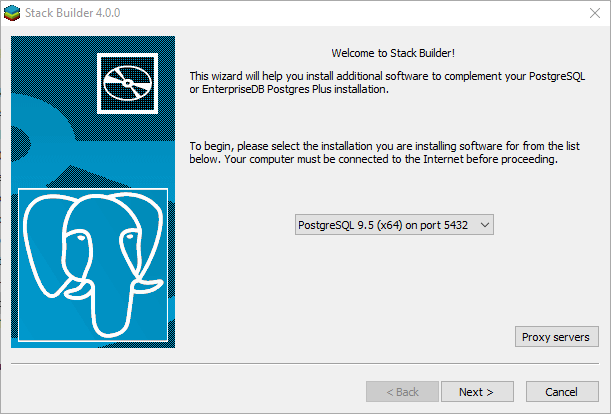 Stack Builder 4.0.0
Welcome to Stack Builder!
This wizard will help you install additional software to complement your PostgreSQL
or EnterpriseDB Postgres Plus installation.
To begin, please select the installation you are installing software for from the list
below. Your computer must be connected to the Internet before proceeding.
PostgreSQL 9.5 (x64) on port 5432
Proxy servers
< Back
Next >
Cancel